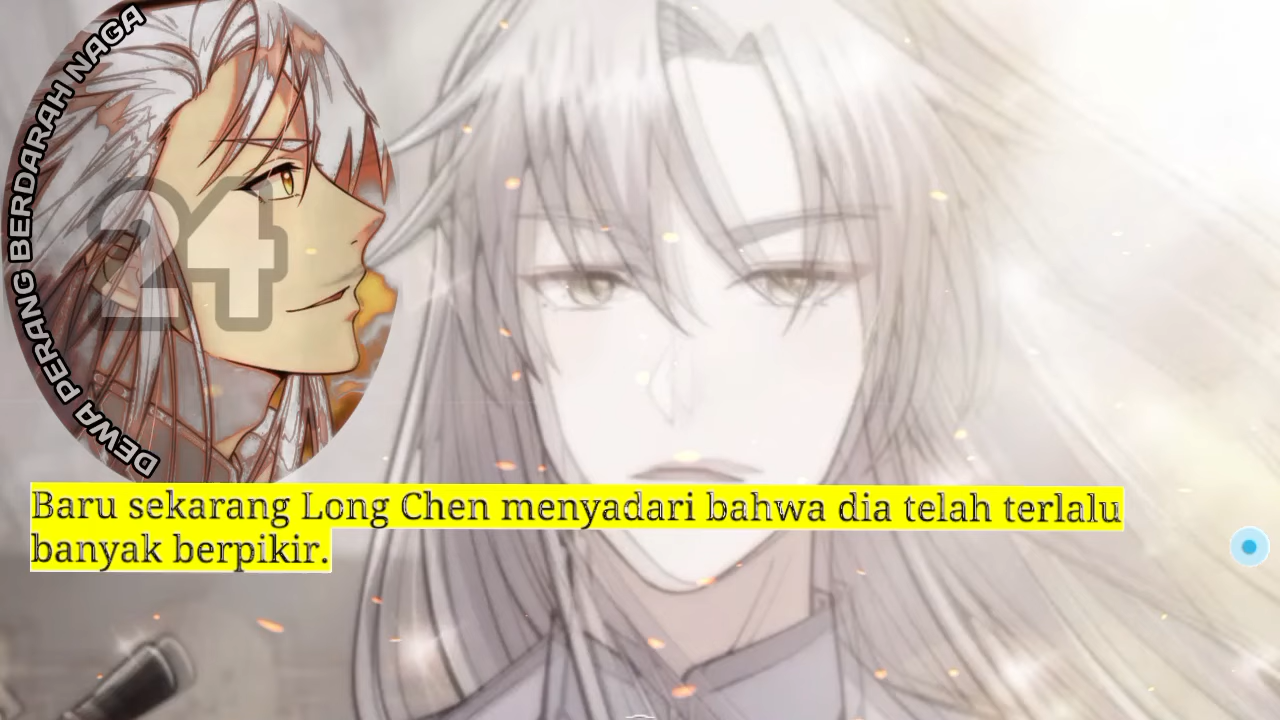 DEWA PERANG BERDARAH NAGA
24
Baru sekarang Long Chen menyadari bahwa dia telah terlalu
banyak berpikir.